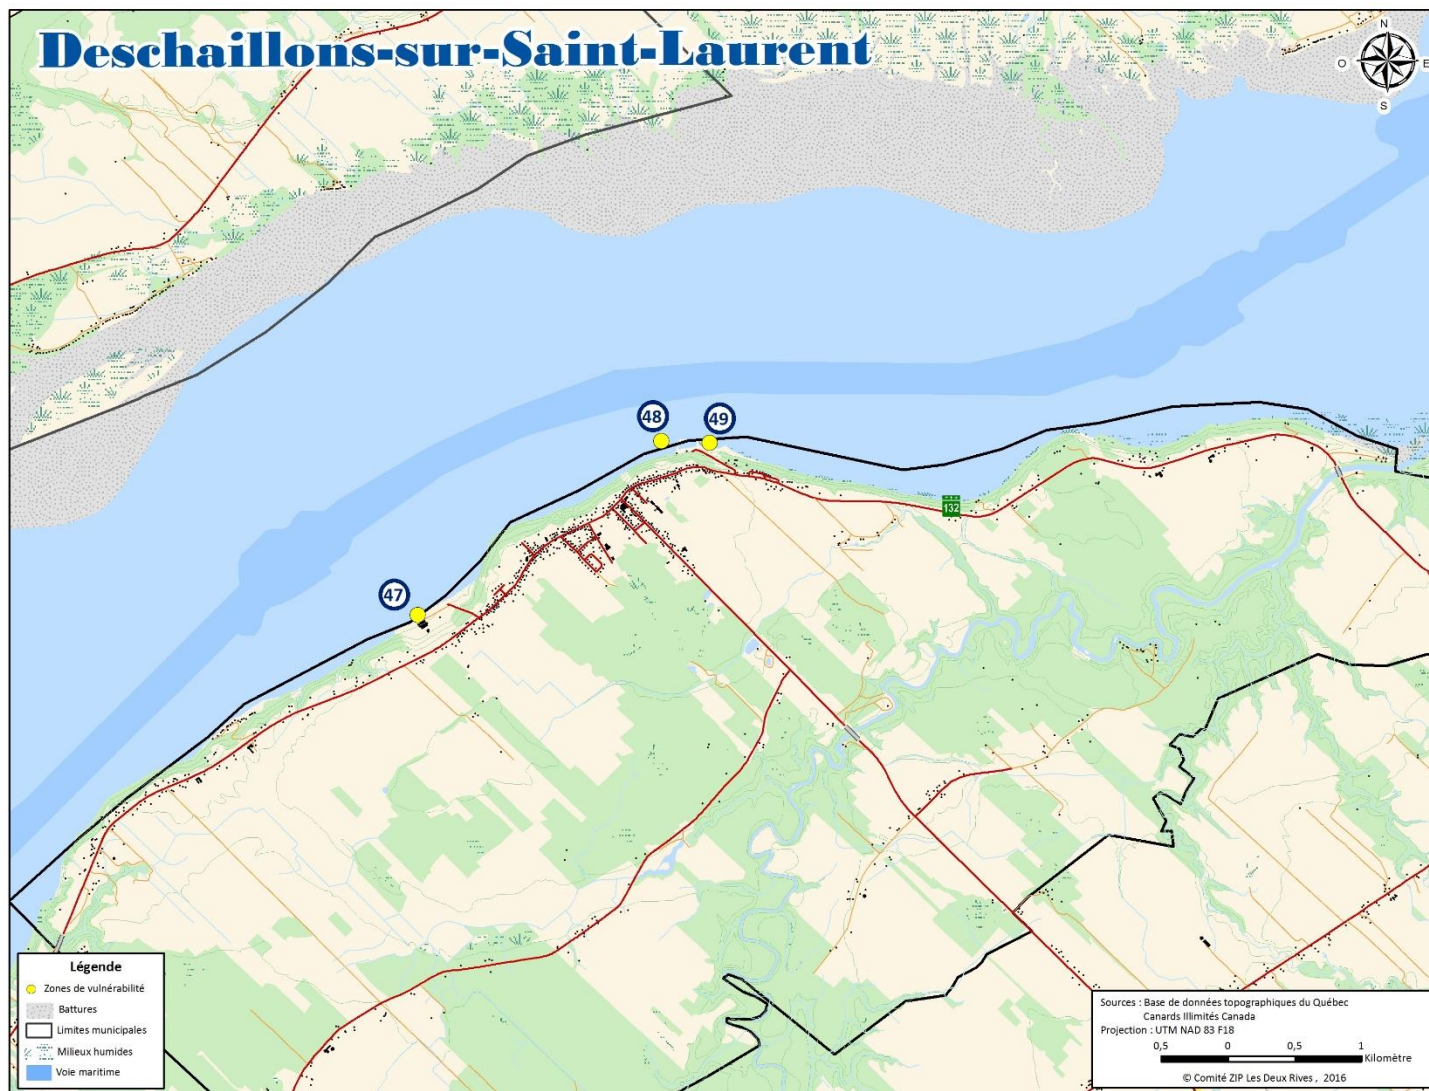 Deschaillons-sur-Saint-Laurent
N
O
E
S
48
49
132
47
Légende
Zones de vulnérabilité
Battures
Limites municipales
Milieux humides
Voie maritime
Sources : Base de données topographiques du Québec
Canards Illimités Canada
Projection : UTM NAD 83 F18
0,5 0 0,5 1
Kilomètre
© Comité ZIP Les Deux Rives , 2016